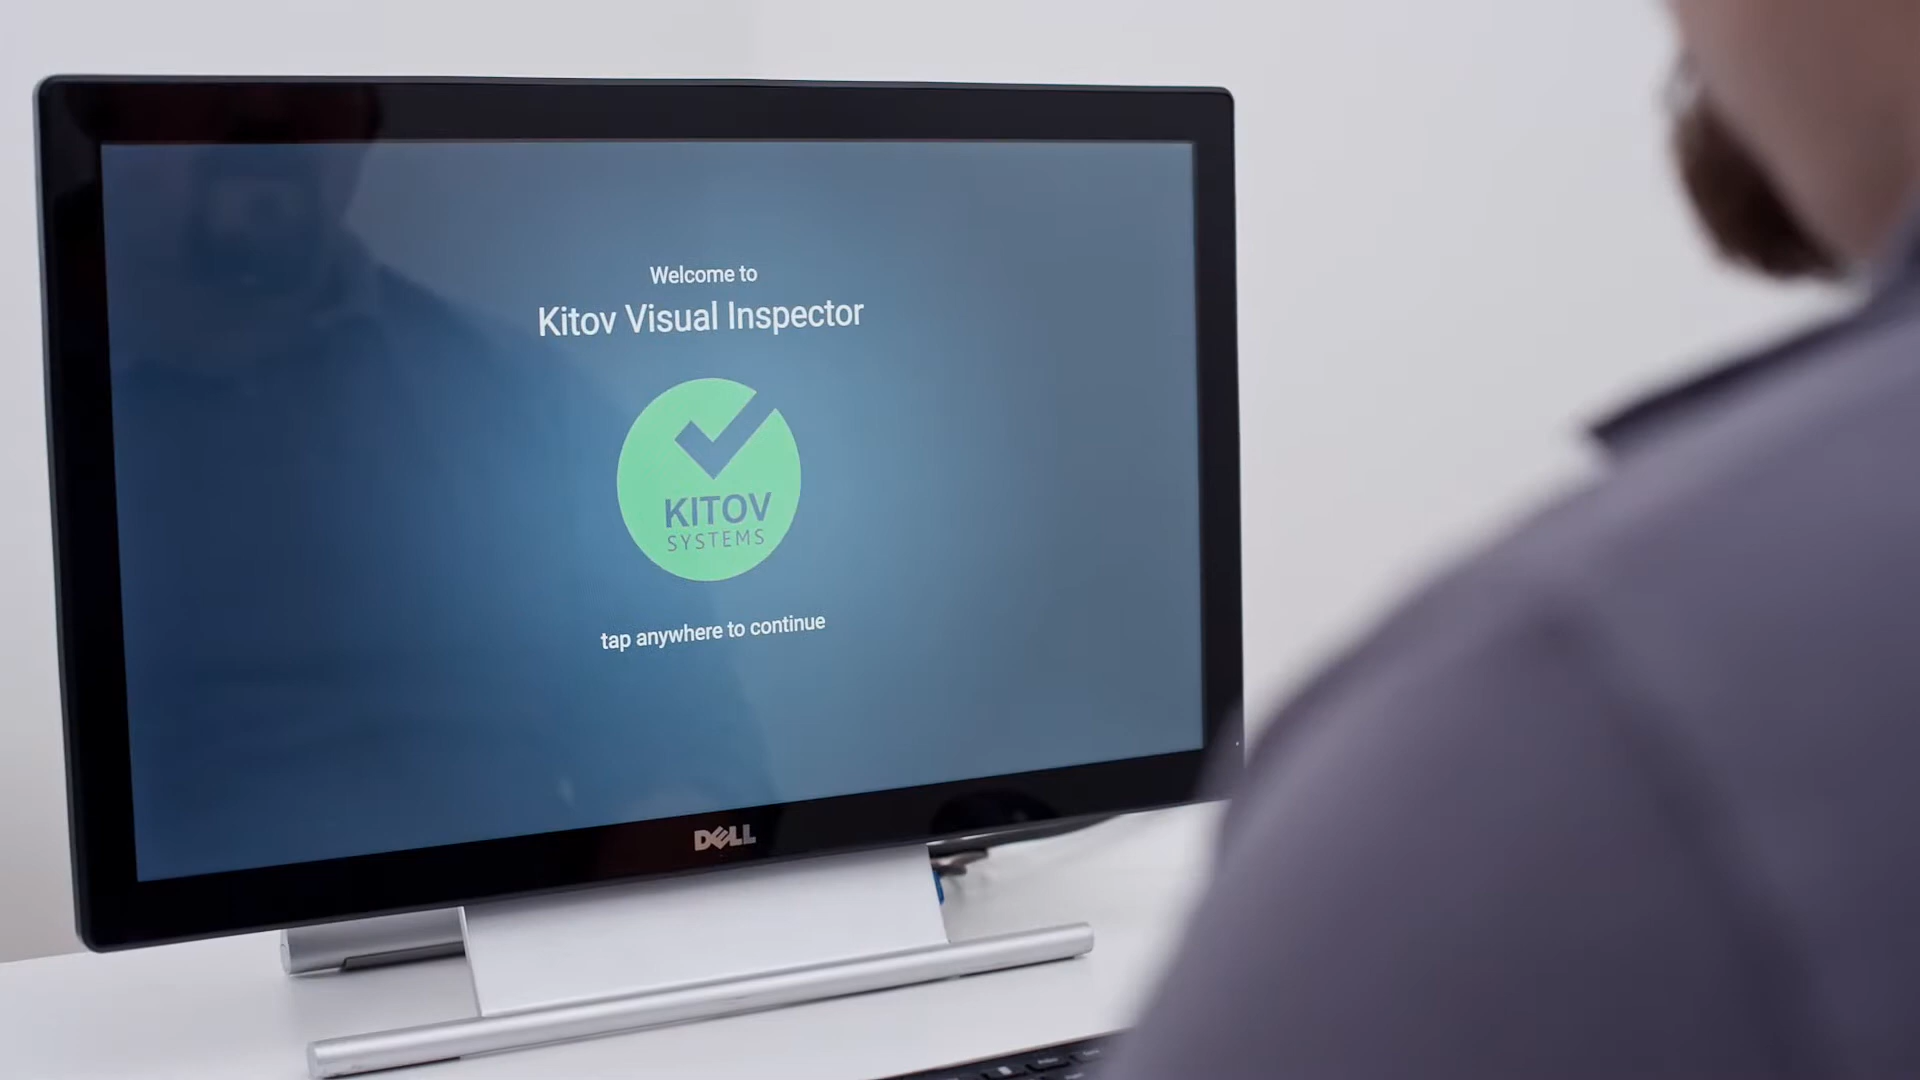 Welcome to
Kitov Visual Inspector
KITOV
SYSTEMS
tap anywhere to continue
DELL